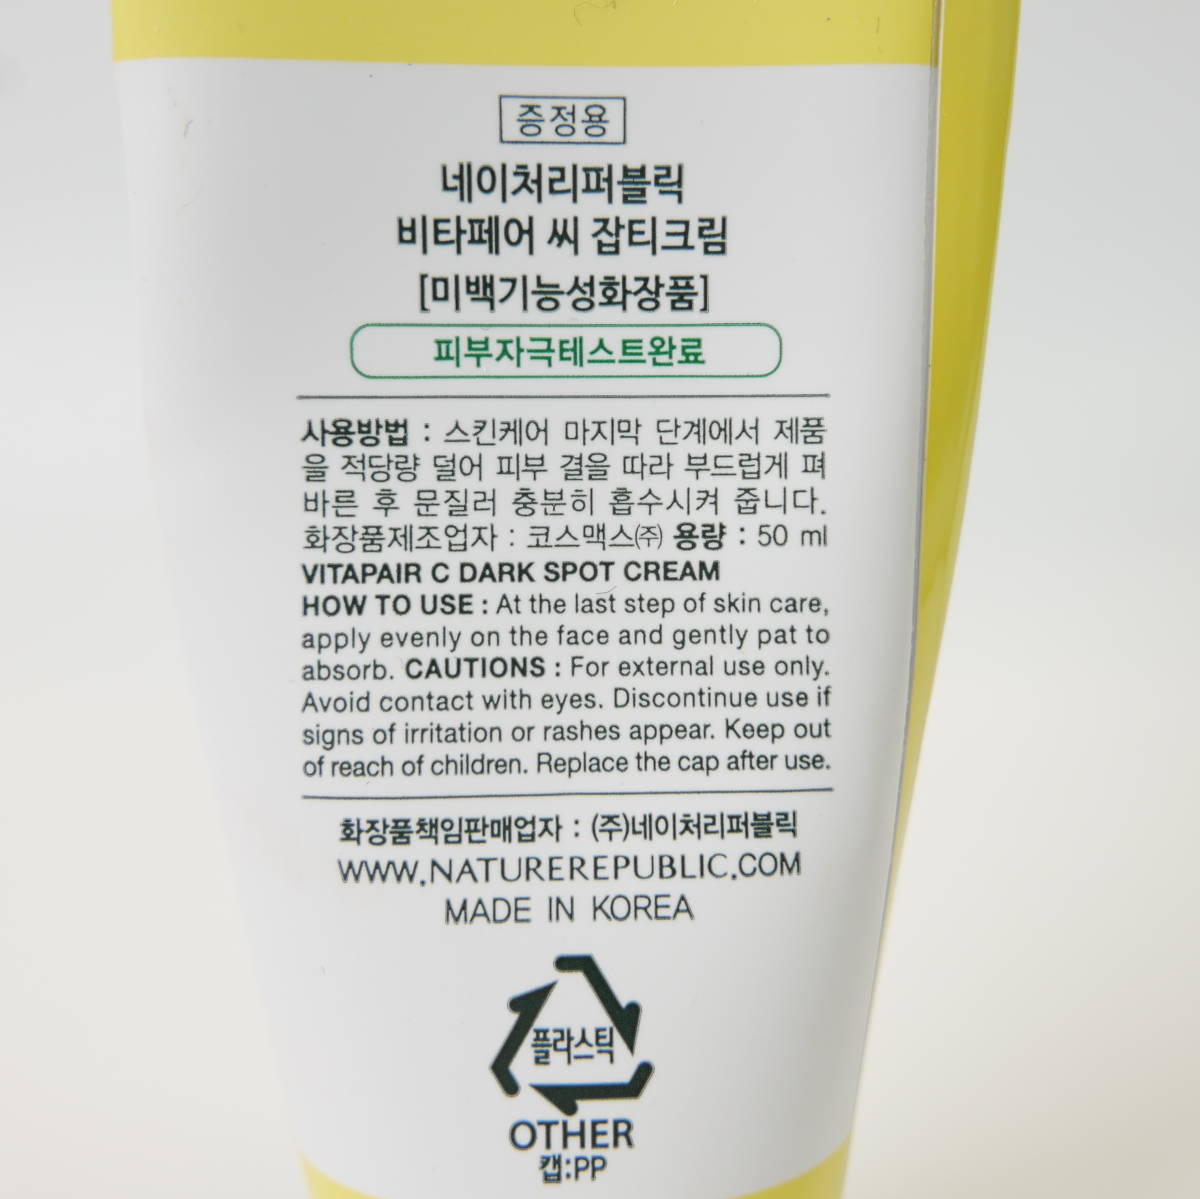 증정용
네이처리퍼블릭
비타페어 씨 잡티크림
[미백기능성화장품]
피부자극테스트완료
사용방법 : 스킨케어 마지막 단계에서 제품
을 적당량 덜어 피부 결을 따라 부드럽게 펴
바른 후 문질러 충분히 흡수시켜 줍니다.
화장품제조업자 : 코스맥스㈜ 용량 : 50 ml
VITAPAIR C DARK SPOT CREAM
HOW TO USE : At the last step of skin care,
apply evenly on the face and gently pat to
absorb. CAUTIONS : For external use only.
Avoid contact with eyes. Discontinue use if
signs of irritation or rashes appear. Keep out
of reach of children. Replace the cap after use.
화장품책임판매업자 : (주)네이처리퍼블릭
WWW.NATUREREPUBLIC.COM
MADE IN KOREA
플라스틱
OTHER
캡:PP